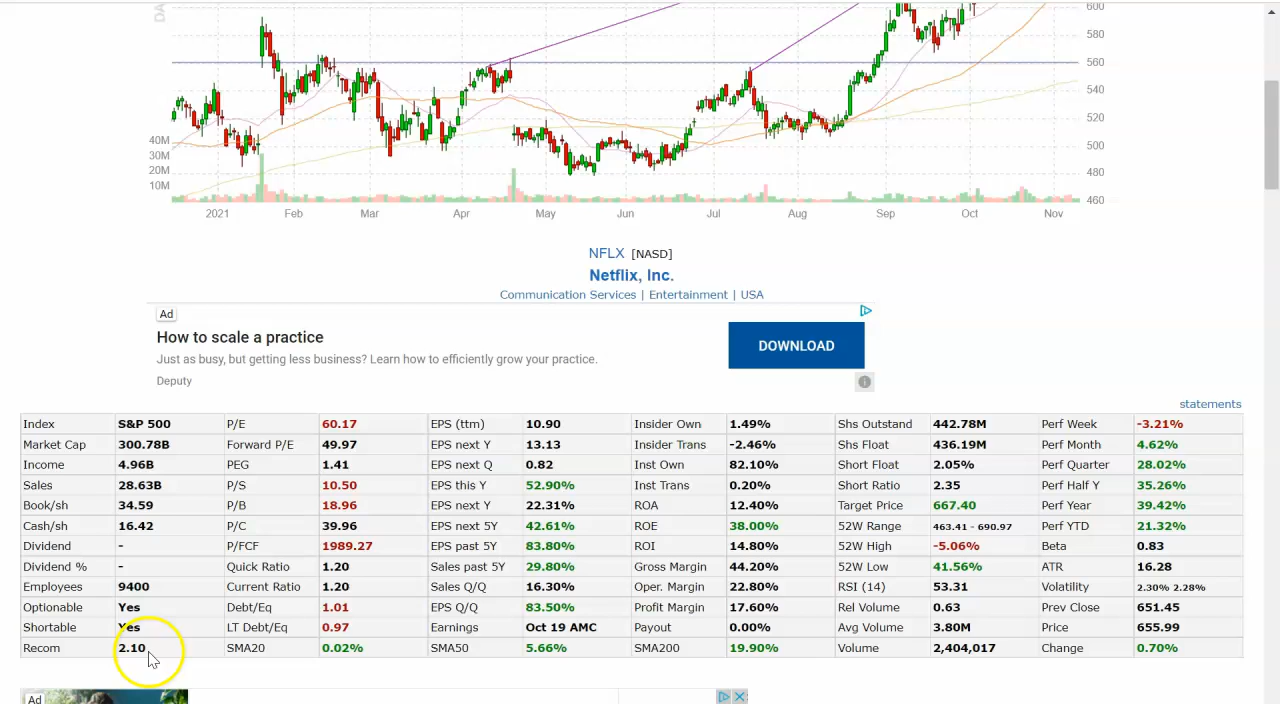 DA
600
580
560
540
520
500
480
460
40M
30M
20M
10M
2021 Feb Mar Apr May Jun Jul Aug Sep Oct Nov
NFLX [NASD]
Netflix, Inc.
Communication Services | Entertainment | USA
Ad
How to scale a practice
Just as busy, but getting less business? Learn how to efficiently grow your practice.
Deputy
DOWNLOAD
statements
Index S&P 500 P/E 60.17 EPS (ttm) 10.90 Insider Own 1.49% Shs Outstand 442.78M Perf Week -3.21%
Market Cap 300.78B Forward P/E 49.97 EPS next Y 13.13 Insider Trans -2.46% Shs Float 436.19M Perf Month 4.62%
Income 4.96B PEG 1.41 EPS next Q 0.82 Inst Own 82.10% Short Float 2.05% Perf Quarter 28.02%
Sales 28.63B P/S 10.50 EPS this Y 52.90% Inst Trans 0.20% Short Ratio 2.35 Perf Half Y 35.26%
Book/sh 34.59 P/B 18.96 EPS next Y 22.31% ROA 12.40% Target Price 667.40 Perf Year 39.42%
Cash/sh 16.42 P/C 39.96 EPS next 5Y 42.61% ROE 38.00% 52W Range 463.41 - 690.97 Perf YTD 21.32%
Dividend - P/FCF 1989.27 EPS past 5Y 83.80% ROI 14.80% 52W High -5.06% Beta 0.83
Dividend % - Quick Ratio 1.20 Sales past 5Y 29.80% Gross Margin 44.20% 52W Low 41.56% ATR 16.28
Employees 9400 Current Ratio 1.20 Sales Q/Q 16.30% Oper. Margin 22.80% RSI (14) 53.31 Volatility 2.30% 2.28%
Optionable Yes Debt/Eq 1.01 EPS Q/Q 83.50% Profit Margin 17.60% Rel Volume 0.63 Prev Close 651.45
Shortable Yes LT Debt/Eq 0.97 Earnings Oct 19 AMC Payout 0.00% Avg Volume 3.80M Price 655.99
Recom 2.10 SMA20 0.02% SMA50 5.66% SMA200 19.90% Volume 2,404,017 Change 0.70%
Ad